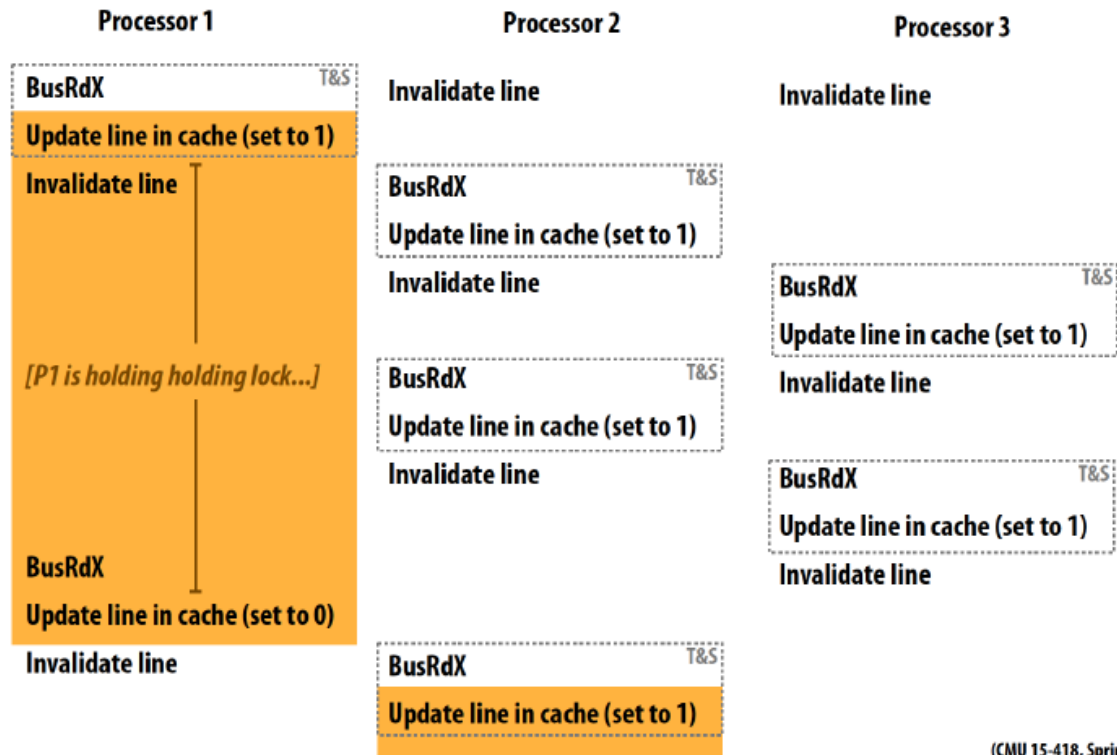 Processor 1
Processor 2
Processor 3
BusRdX
T&S
Invalidate line
Invalidate line
Update line in cache (set to 1)
Invalidate line
BusRdX
T&S
Update line in cache (set to 1)
Invalidate line
BusRdX
T&S
Update line in cache (set to 1)
[P1 is holding holding lock...]
BusRdX
T&S
Invalidate line
Update line in cache (set to 1)
Invalidate line
BusRdX
T&S
Update line in cache (set to 1)
BusRdX
Invalidate line
Update line in cache (set to 0)
Invalidate line
BusRdX
T&S
Update line in cache (set to 1)
(CMU 15-418, Spri